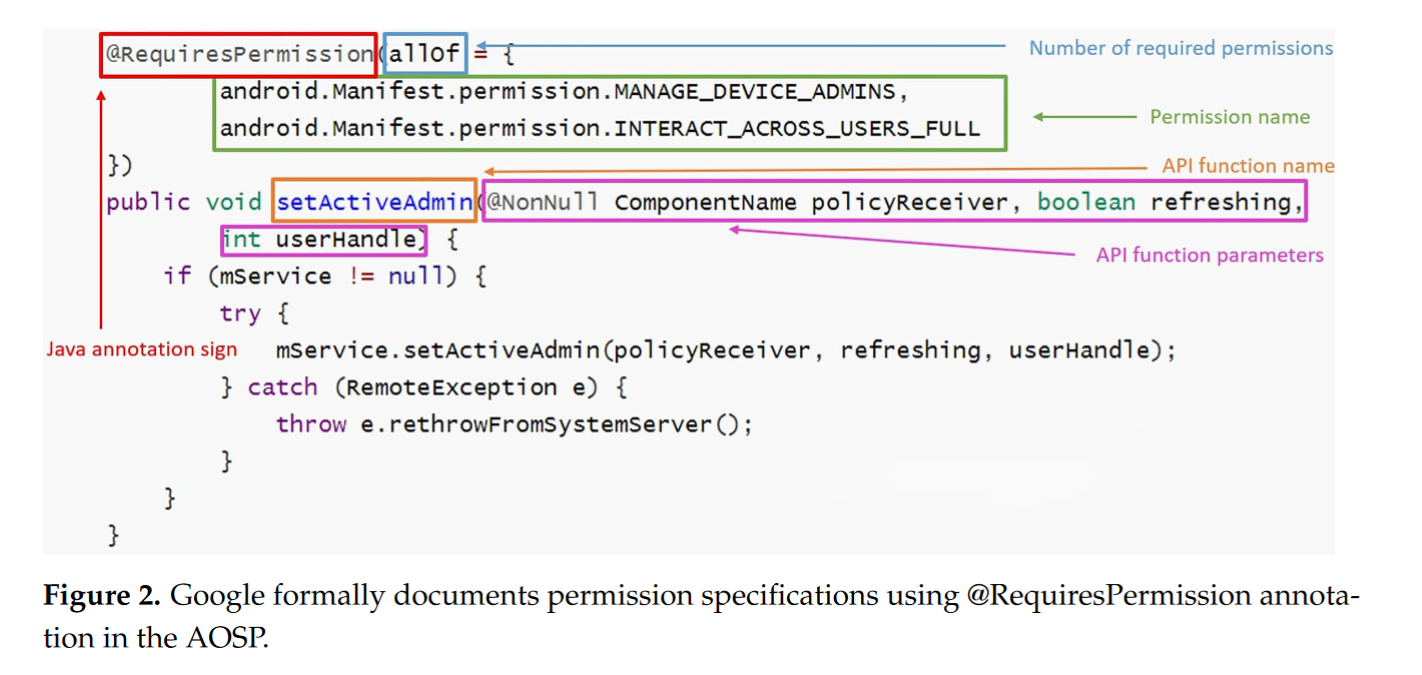 @RequiresPermission(allOf = {
Number of required permissions
android.Manifest.permission.MANAGE_DEVICE_ADMINS,
Permission name
android.Manifest.permission.INTERACT_ACROSS_USERS_FULL
})
API function name
public void setActiveAdmin(@NonNull ComponentName policyReceiver, boolean refreshing,
int userHandle) {
API function parameters
if (mService != null) {
try {
Java annotation sign
mService.setActiveAdmin(policyReceiver, refreshing, userHandle);
} catch (RemoteException e) {
throw e.rethrowFromSystemServer();
}
}
}
Figure 2. Google formally documents permission specifications using @RequiresPermission annota-
tion in the AOSP.